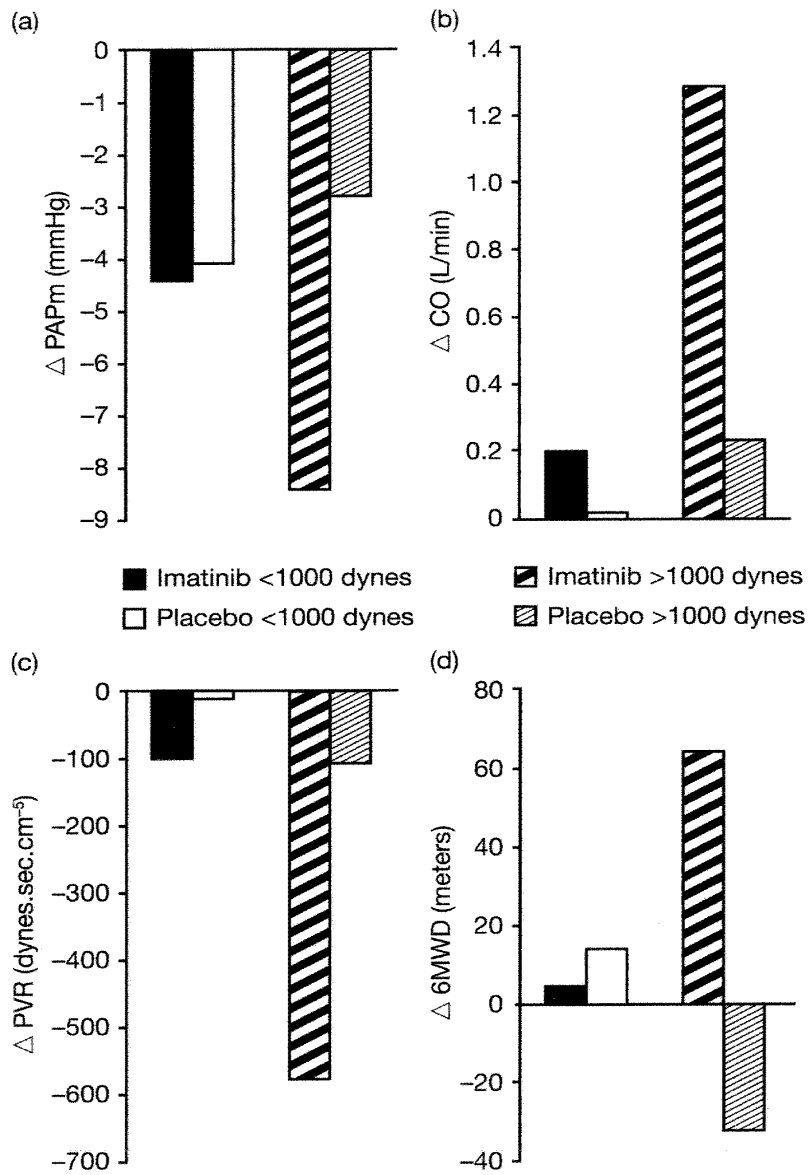 (a)
0
−1
−2
−3
−4
−5
−6
−7
−8
−9
△ PAPm (mmHg)
(b)
1.4
1.2
1.0
0.8
0.6
0.4
0.2
0
△ CO (L/min)
Imatinib <1000 dynes
Placebo <1000 dynes
Imatinib >1000 dynes
Placebo >1000 dynes
(c)
0
−100
−200
−300
−400
−500
−600
−700
△ PVR (dynes.sec.cm⁻⁵)
(d)
80
60
40
20
0
−20
−40
△ 6MWD (meters)